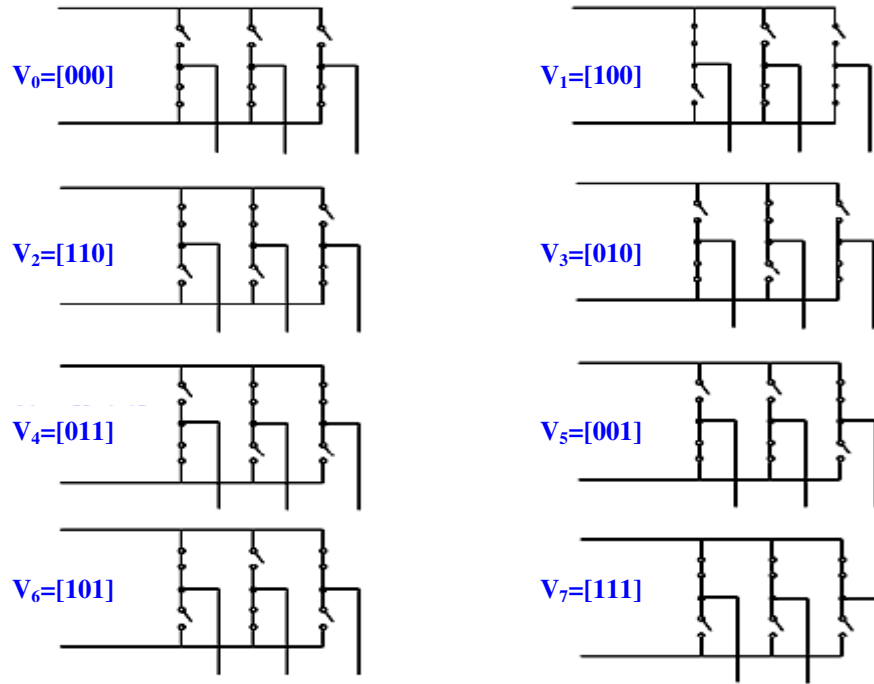 V₀=[000]
V₁=[100]
V₂=[110]
V₃=[010]
V₄=[011]
V₅=[001]
V₆=[101]
V₇=[111]